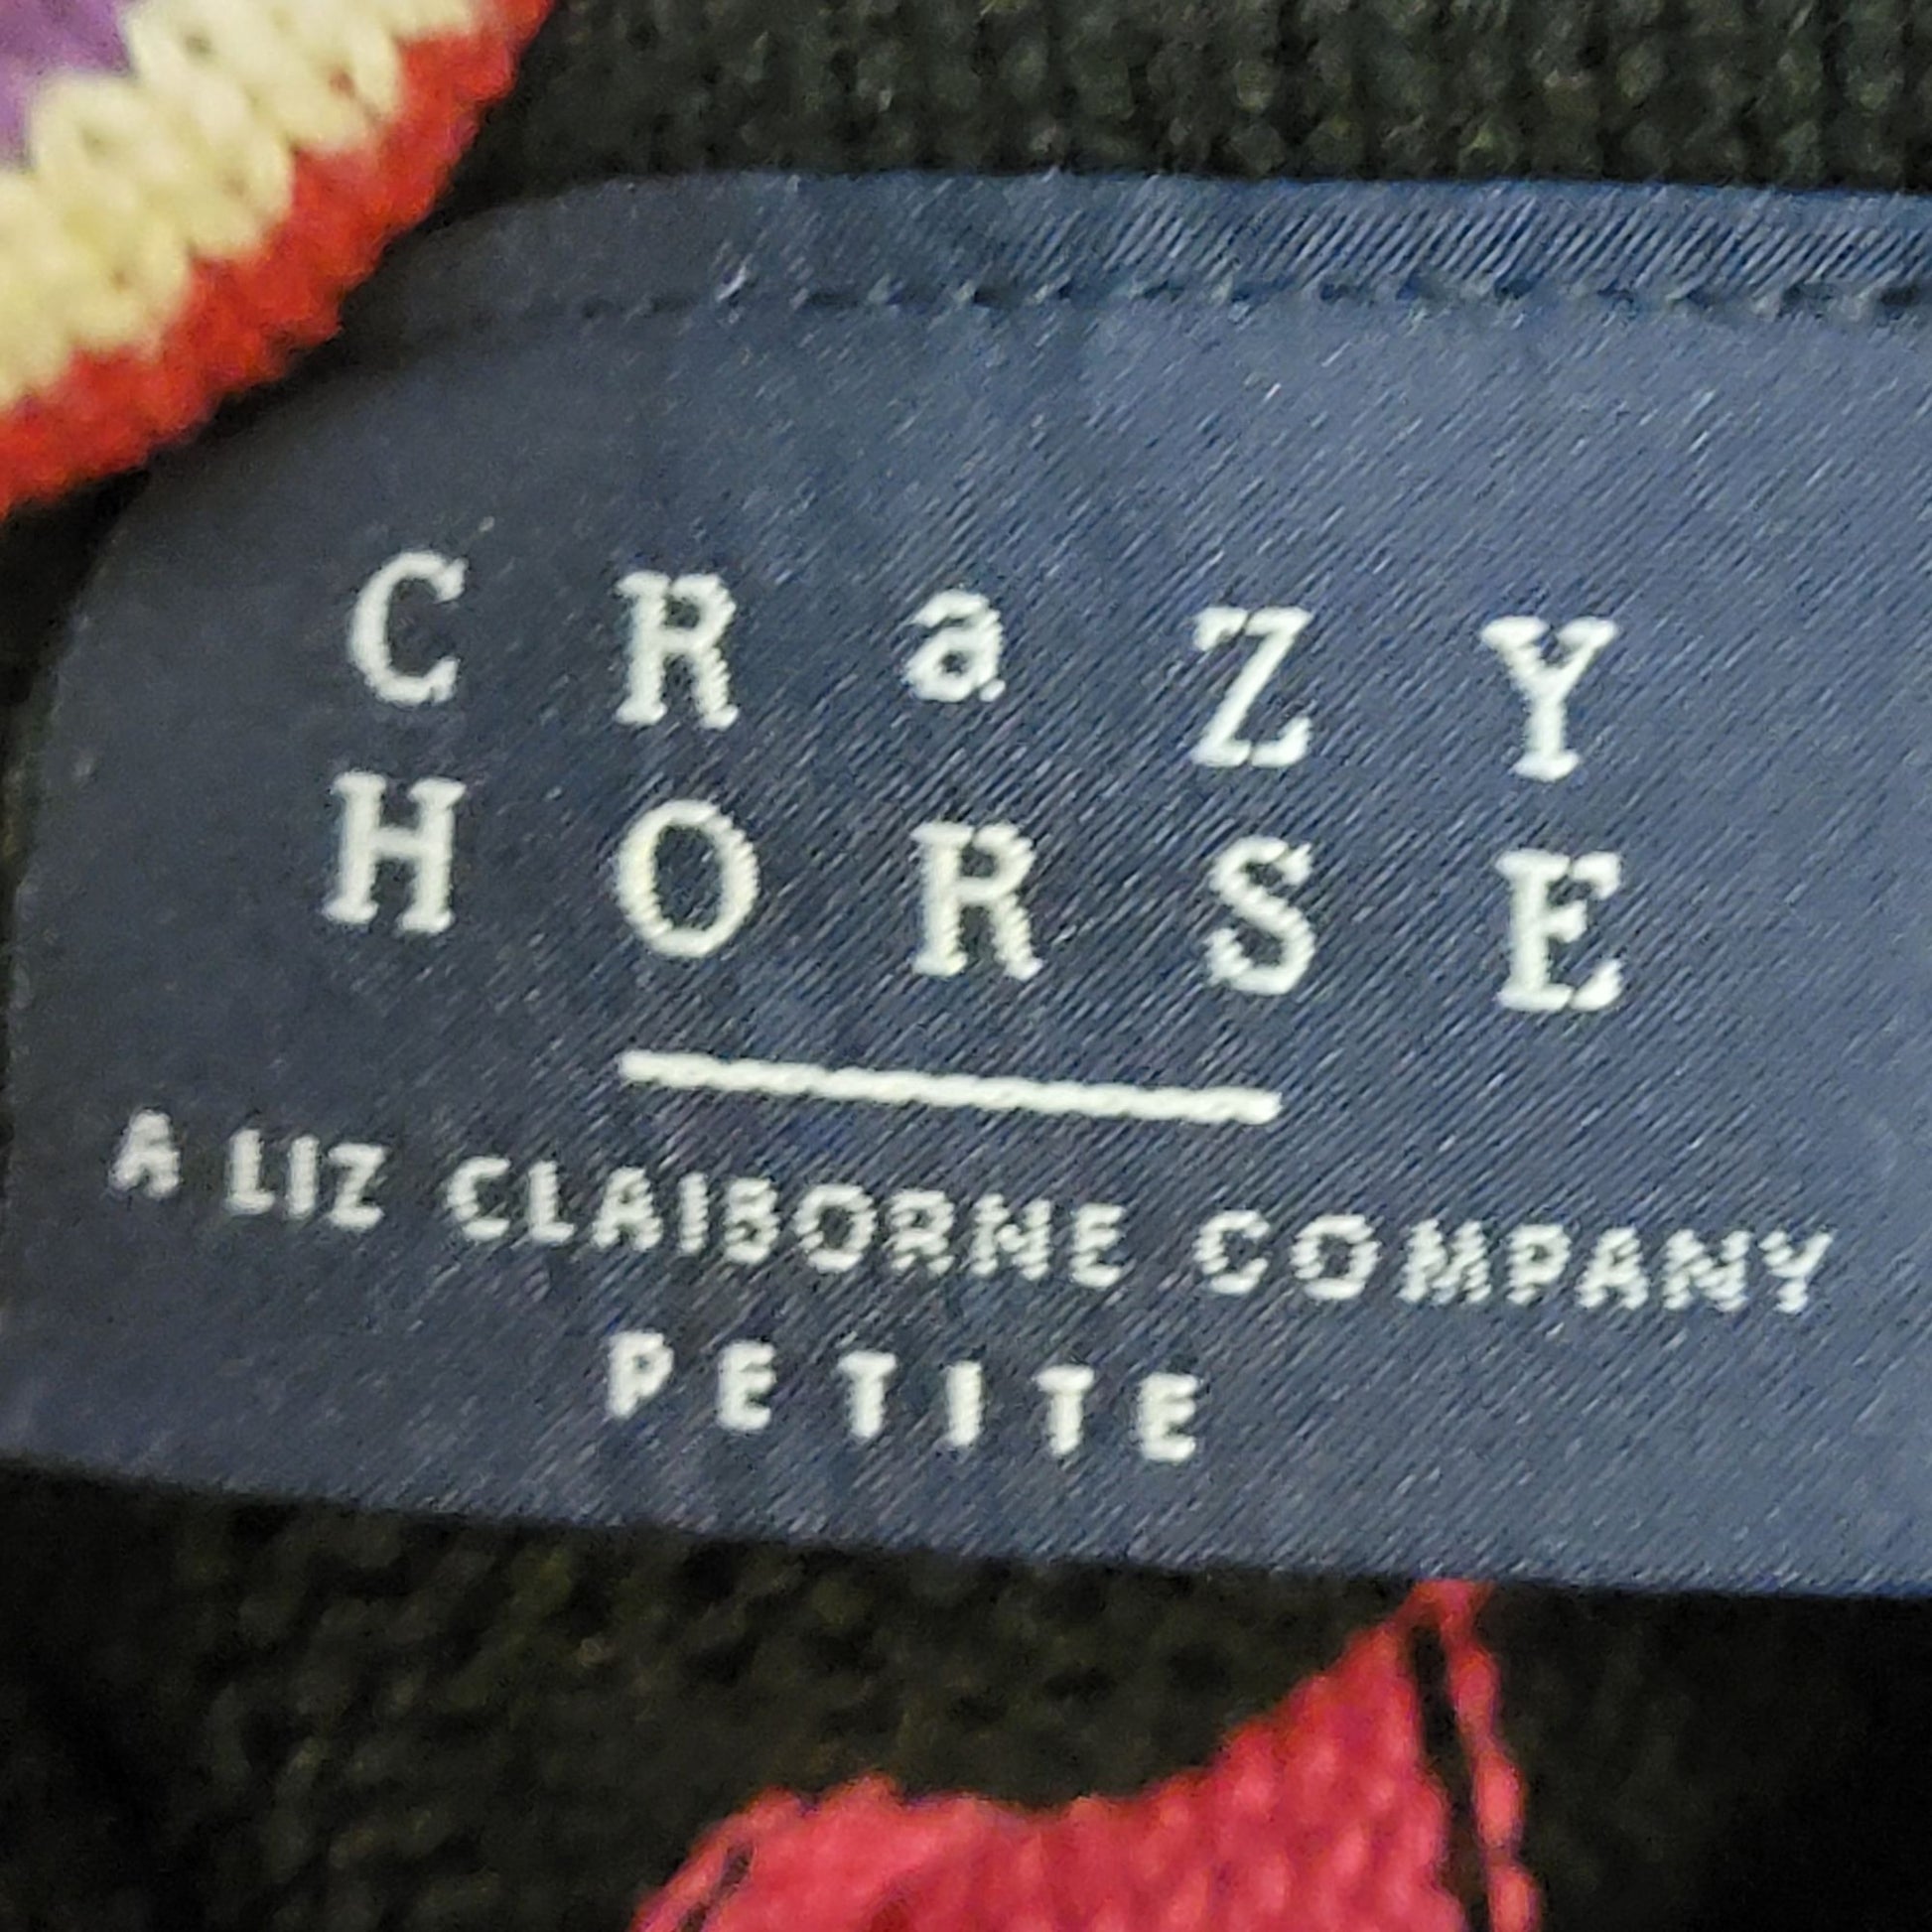 CRaZY
HORSE
A LIZ CLAIBORNE COMPANY
PETITE